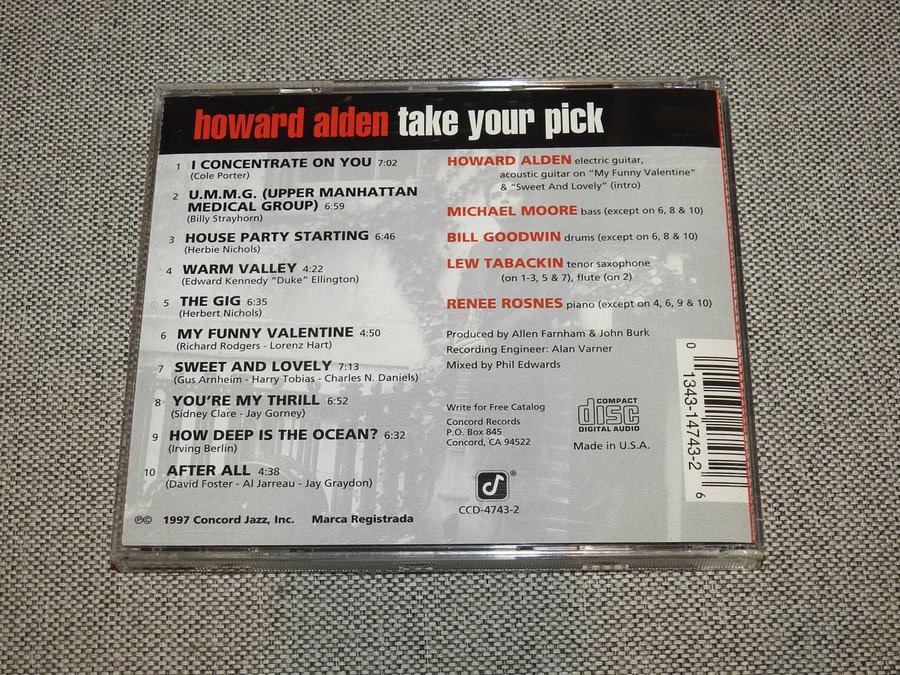 howard alden take your pick
1 I CONCENTRATE ON YOU 7:02
(Cole Porter)
2 U.M.M.G. (UPPER MANHATTAN
MEDICAL GROUP) 6:59
(Billy Strayhorn)
3 HOUSE PARTY STARTING 6:46
(Herbie Nichols)
4 WARM VALLEY 4:22
(Edward Kennedy "Duke" Ellington)
5 THE GIG 6:35
(Herbert Nichols)
6 MY FUNNY VALENTINE 4:50
(Richard Rodgers - Lorenz Hart)
7 SWEET AND LOVELY 7:13
(Gus Arnheim - Harry Tobias - Charles N. Daniels)
8 YOU'RE MY THRILL 6:52
(Sidney Clare - Jay Gorney)
9 HOW DEEP IS THE OCEAN? 6:32
(Irving Berlin)
10 AFTER ALL 4:38
(David Foster - Al Jarreau - Jay Graydon)
℗© 1997 Concord Jazz, Inc. Marca Registrada
HOWARD ALDEN electric guitar,
acoustic guitar on "My Funny Valentine"
& "Sweet And Lovely" (intro)
MICHAEL MOORE bass (except on 6, 8 & 10)
BILL GOODWIN drums (except on 6, 8 & 10)
LEW TABACKIN tenor saxophone
(on 1-3, 5 & 7), flute (on 2)
RENEE ROSNES piano (except on 4, 6, 9 & 10)
Produced by Allen Farnham & John Burk
Recording Engineer: Alan Varner
Mixed by Phil Edwards
Write for Free Catalog
Concord Records
P.O. Box 845
Concord, CA 94522
COMPACT
disc
DIGITAL AUDIO
Made in U.S.A.
®
CCD-4743-2
0 1343-14743-2 6